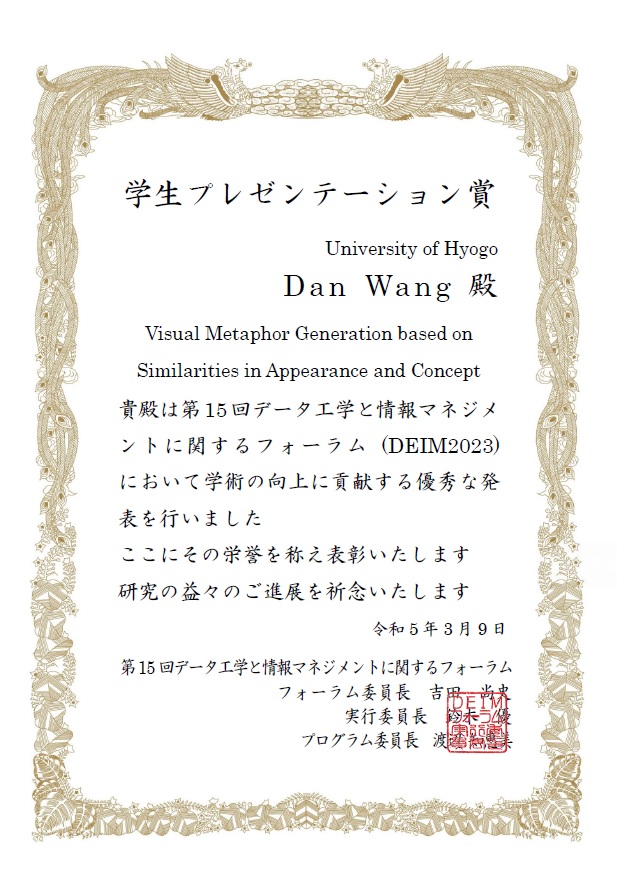 学生プレゼンテーション賞
University of Hyogo
Dan Wang 殿
Visual Metaphor Generation based on
Similarities in Appearance and Concept
貴殿は第15回データ工学と情報マネジメ
ントに関するフォーラム (DEIM2023)
において学術の向上に貢献する優秀な発
表を行いました
ここにその栄誉を称え表彰いたします
研究の益々のご進展を祈念いたします
令和５年３月９日
第15回データ工学と情報マネジメントに関するフォーラム
フォーラム委員長 吉田 尚史
実行委員長 優
プログラム委員長 渡辺 美
DEIM